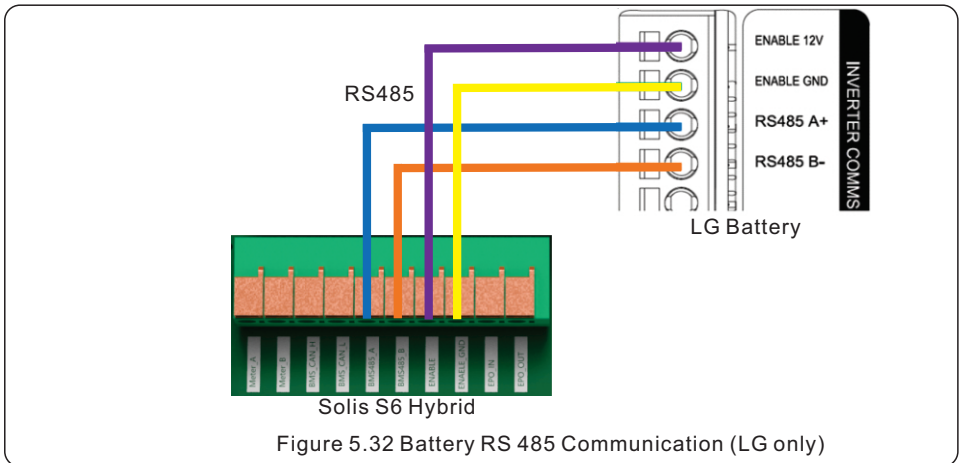 ENABLE 12V
ENABLE GND
RS485 A+
RS485 B-
INVERTER COMMS
RS485
LG Battery
Meter_A
Meter_B
BMS_CAN_H
BMS_CAN_L
BMS485_A
BMS485_B
ENABLE
ENAELE_GND
EPO_IN
EPO_OUT
Solis S6 Hybrid
Figure 5.32 Battery RS 485 Communication (LG only)